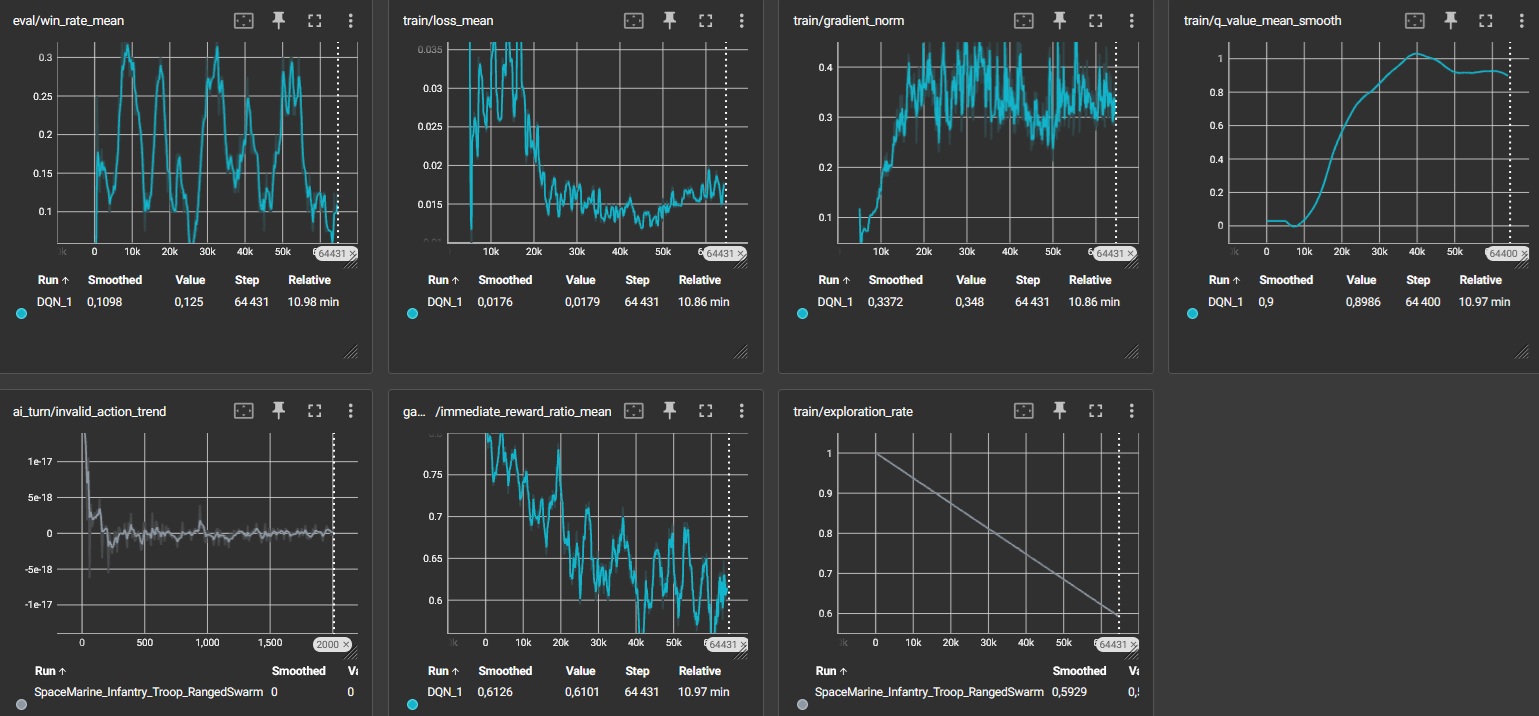 eval/win_rate_mean
0.3
0.25
0.2
0.15
0.1
0 10k 20k 30k 40k 50k
64431 ×
Run ↑ Smoothed Value Step Relative
DQN_1 0,1098 0,125 64 431 10.98 min
train/loss_mean
0.035
0.03
0.025
0.02
0.015
0.01
10k 20k 30k 40k 50k
64431 ×
Run ↑ Smoothed Value Step Relative
DQN_1 0,0176 0,0179 64 431 10.86 min
train/gradient_norm
0.4
0.3
0.2
0.1
10k 20k 30k 40k 50k
64431 ×
Run ↑ Smoothed Value Step Relative
DQN_1 0,3372 0,348 64 431 10.86 min
train/q_value_mean_smooth
1
0.8
0.6
0.4
0.2
0
0 10k 20k 30k 40k 50k
64400 ×
Run ↑ Smoothed Value Step Relative
DQN_1 0,9 0,8986 64 400 10.97 min
ai_turn/invalid_action_trend
1e-17
5e-18
0
-5e-18
-1e-17
0 500 1,000 1,500
2000 ×
Run ↑ Smoothed
SpaceMarine_Infantry_Troop_RangedSwarm 0 0
ga... /immediate_reward_ratio_mean
0.75
0.7
0.65
0.6
0 10k 20k 30k 40k 50k
64431 ×
Run ↑ Smoothed Value Step Relative
DQN_1 0,6126 0,6101 64 431 10.97 min
train/exploration_rate
1
0.9
0.8
0.7
0.6
0 10k 20k 30k 40k 50k
64431 ×
Run ↑ Smoothed
SpaceMarine_Infantry_Troop_RangedSwarm 0,5929